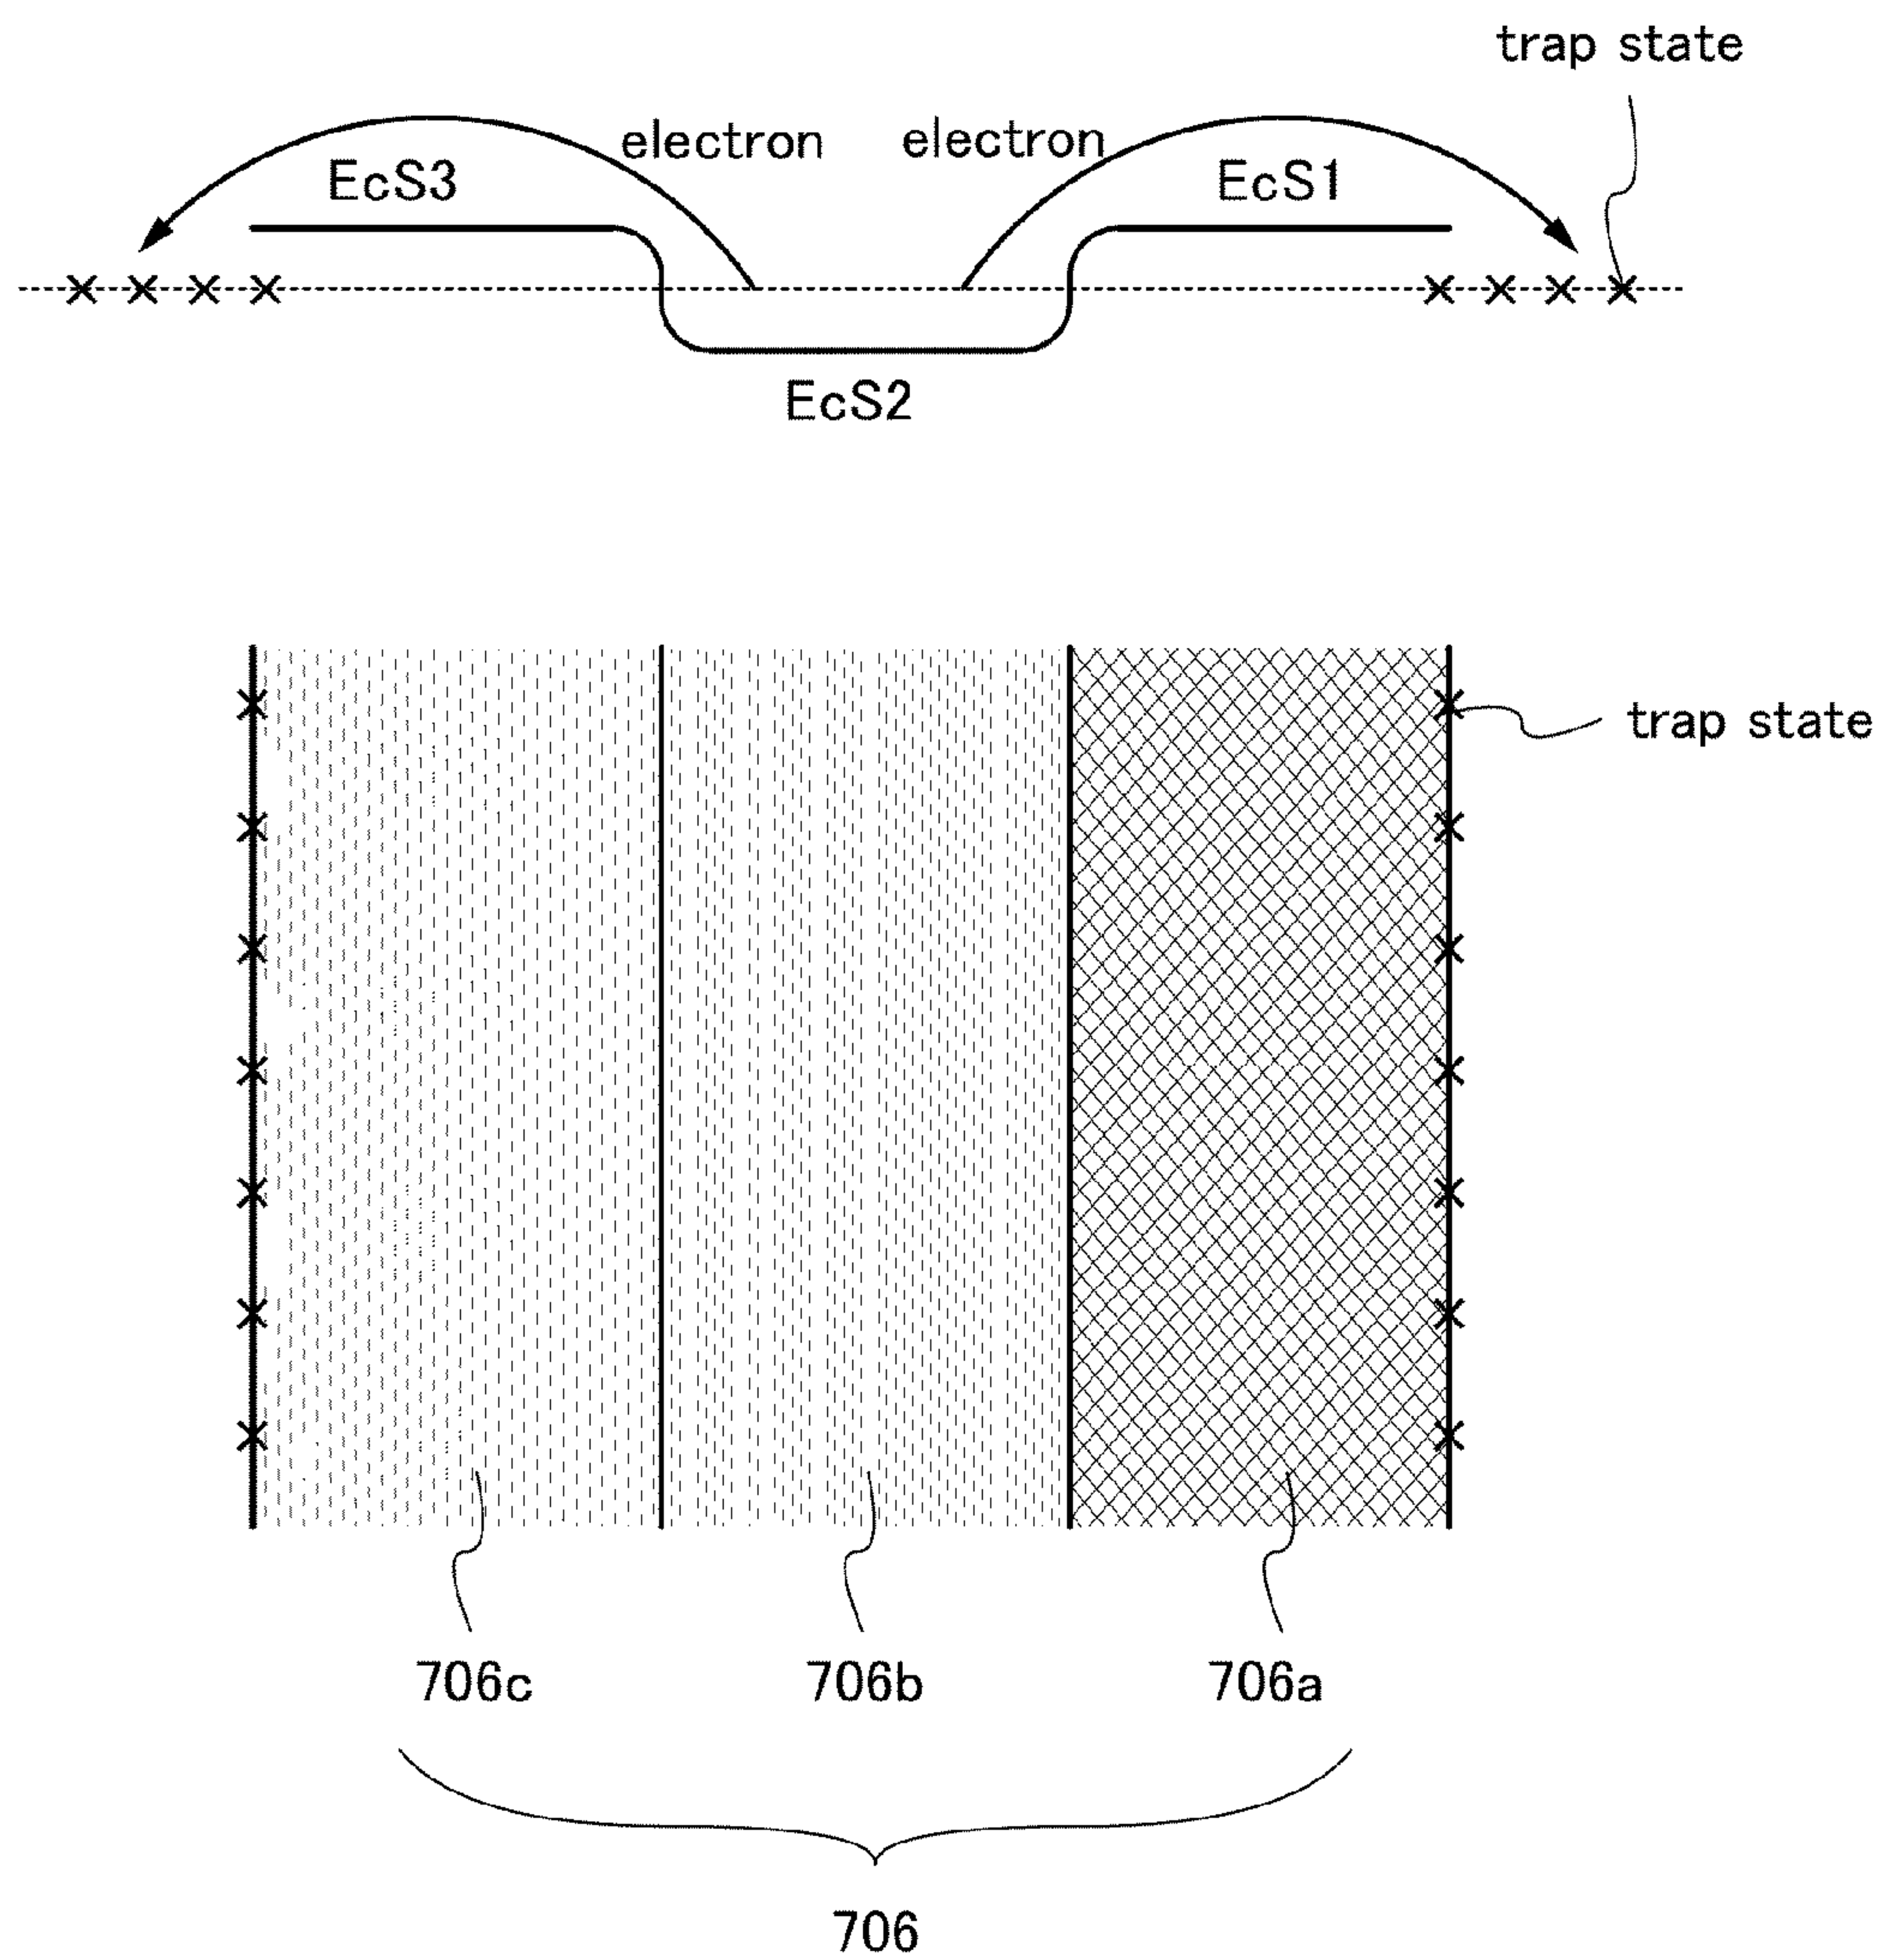 trap state
electron electron
EcS3 EcS1
EcS2
trap state
706c 706b 706a
706